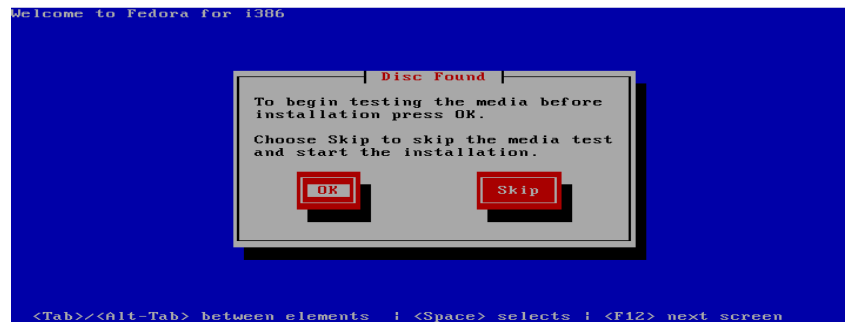 Welcome to Fedora for i386
Disc Found
To begin testing the media before
installation press OK.
Choose Skip to skip the media test
and start the installation.
OK
Skip
<Tab>/<Alt-Tab> between elements | <Space> selects | <F12> next screen